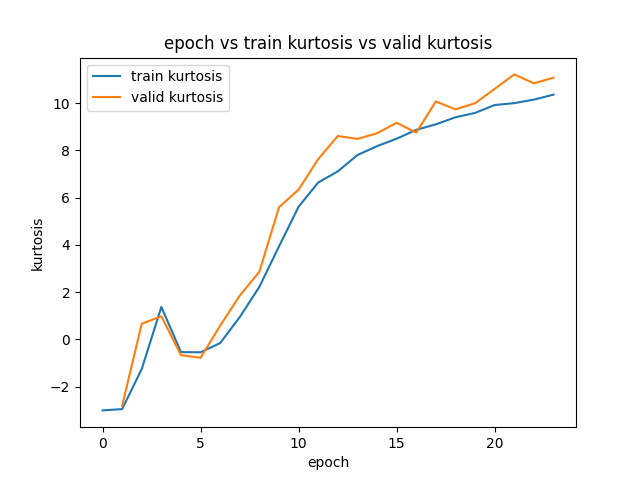 epoch vs train kurtosis vs valid kurtosis
train kurtosis
valid kurtosis
10
8
6
4
2
0
−2
kurtosis
0 5 10 15 20
epoch